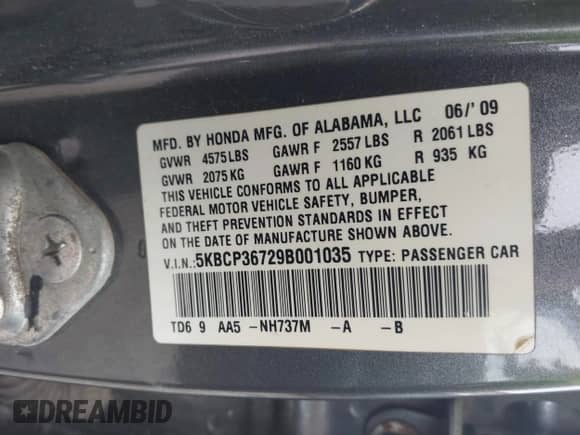 MFD. BY HONDA MFG. OF ALABAMA, LLC 06/'09
GVWR 4575LBS GAWR F 2557 LBS R 2061 LBS
GVWR 2075 KG GAWR F 1160 KG R 935 KG
THIS VEHICLE CONFORMS TO ALL APPLICABLE
FEDERAL MOTOR VEHICLE SAFETY, BUMPER,
AND THEFT PREVENTION STANDARDS IN EFFECT
ON THE DATE OF MANUFACTURE SHOWN ABOVE.
V.I.N.:5KBCP36729B001035 TYPE: PASSENGER CAR
TD6 9 AA5 -NH737M -A -B
DREAMBID